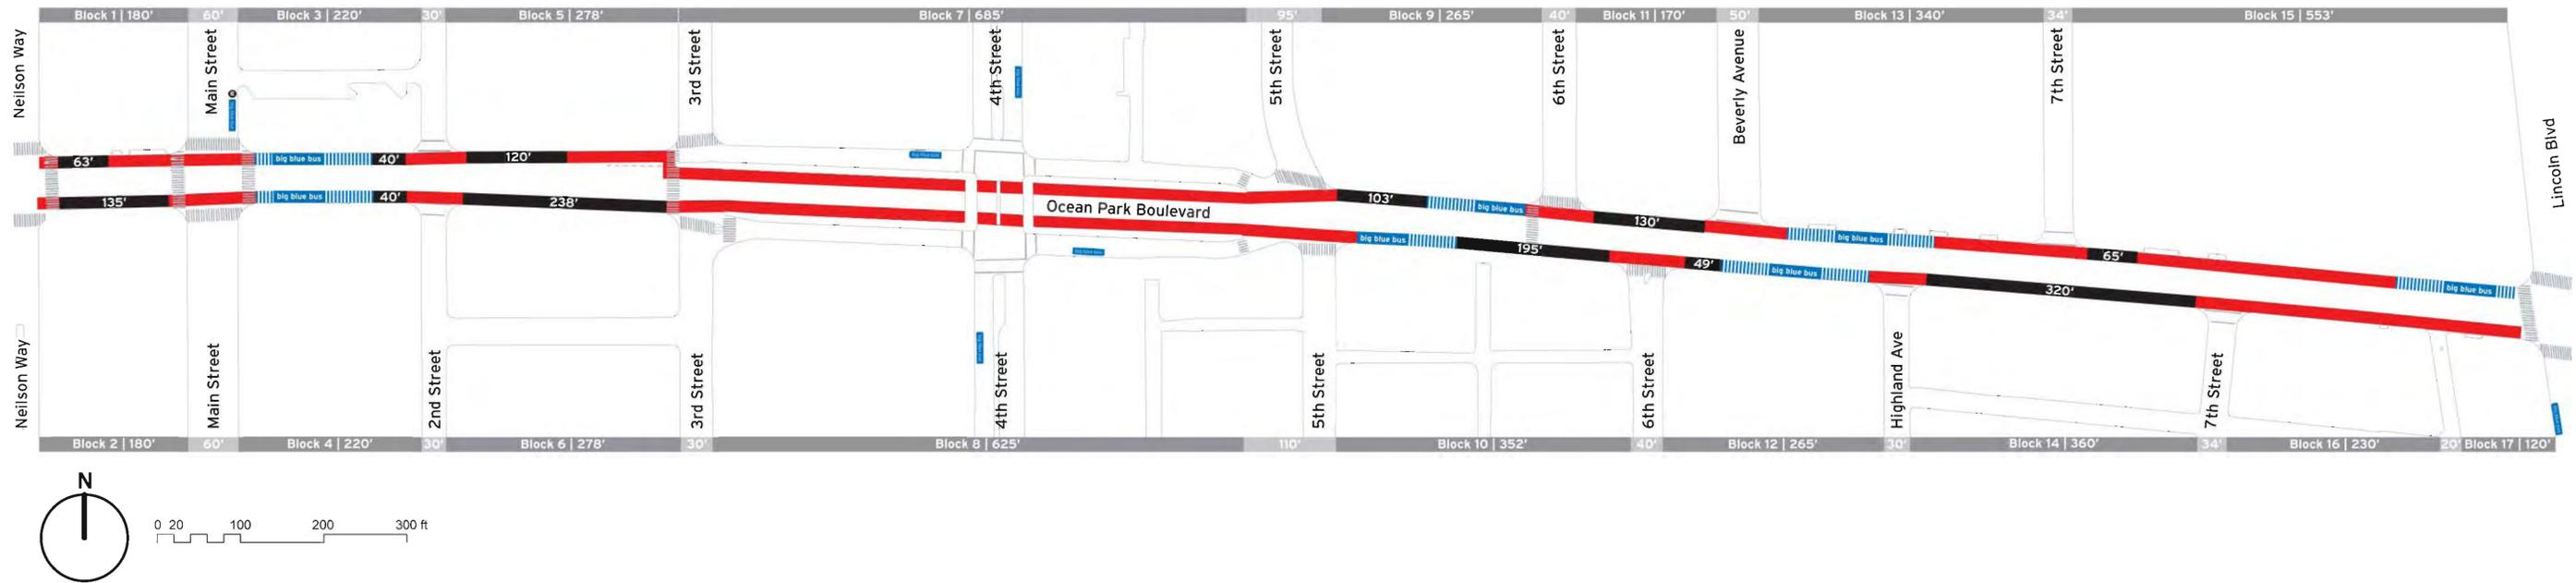 Block 1 | 180'
60'
Block 3 | 220'
30'
Block 5 | 278'
Block 7 | 685'
95'
Block 9 | 265'
40'
Block 11 | 170'
50'
Block 13 | 340'
34'
Block 15 | 553'
Neilson Way
Main Street
3rd Street
4th Street
5th Street
6th Street
Beverly Avenue
7th Street
Lincoln Blvd
63'
big blue bus
40'
120'
103'
big blue bus
130'
big blue bus
65'
big blue bus
135'
big blue bus
40'
238'
Ocean Park Boulevard
big blue bus
195'
49'
big blue bus
320'
Neilson Way
Main Street
2nd Street
3rd Street
4th Street
5th Street
6th Street
Highland Ave
7th Street
Block 2 | 180'
60'
Block 4 | 220'
30'
Block 6 | 278'
30'
Block 8 | 625'
110'
Block 10 | 352'
40'
Block 12 | 265'
30'
Block 14 | 360'
34'
Block 16 | 230'
20'
Block 17 | 120'
N
0 20 100 200 300 ft